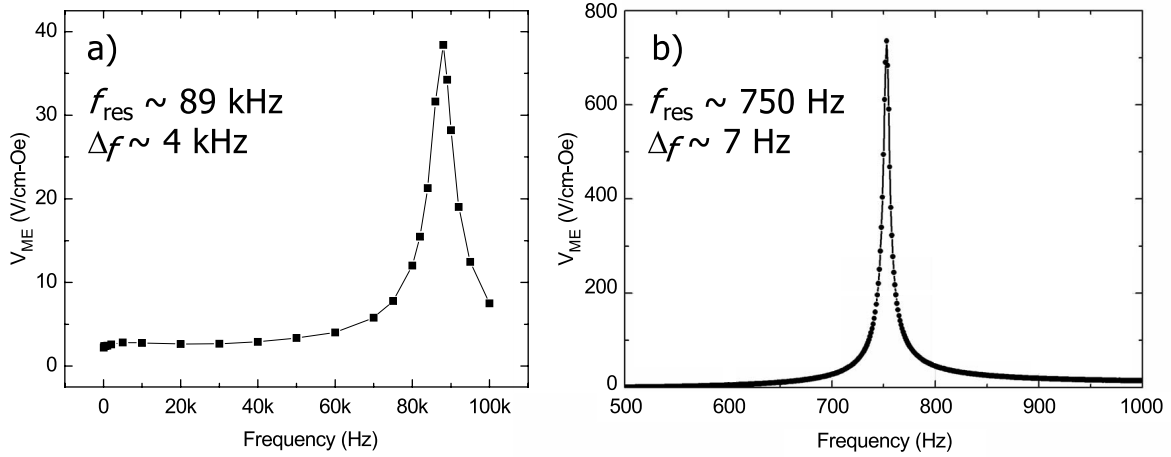 a)
f_res ~ 89 kHz
Δf ~ 4 kHz
V_ME (V/cm-Oe)
40
30
20
10
0
0 20k 40k 60k 80k 100k
Frequency (Hz)
b)
f_res ~ 750 Hz
Δf ~ 7 Hz
V_ME (V/cm-Oe)
800
600
400
200
0
500 600 700 800 900 1000
Frequency (Hz)